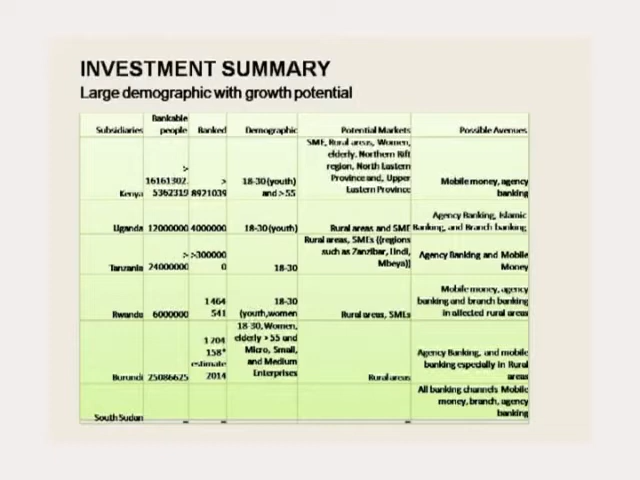 INVESTMENT SUMMARY
Large demographic with growth potential
Subsidiaries Bankable people Banked Demographic Potential Markets Possible Avenues
Kenya > 16161302. 5362319 > 8921039 18-30(youth) and >55 SME, Rural areas, Women, elderly. Northern Rift region, North Eastern Province and, Upper Eastern Province Mobile money, agency banking
Uganda 12000000 4000000 18-30(youth) Rural areas and SME Agency Banking, Islamic Banking, and Branch banking
Tanzania > 24000000 >300000 0 18-30 Rural areas, SMEs ((regions such as Zanzibar, Lindi, Mbeya)) Agency Banking and Mobile Money
Rwanda 6000000 1 464 541 18-30 (youth,women Rural areas, SMEs Mobile money, agency banking and branch banking in affected rural areas
Burundi 25086625 1 204 158* estimate 2014 18-30, Women, elderly >55 and Micro, Small, and Medium Enterprises Rural areas Agency Banking, and mobile banking especially in Rural areas
South Sudan _ _ _ All banking channels Mobile money, branch, agency banking